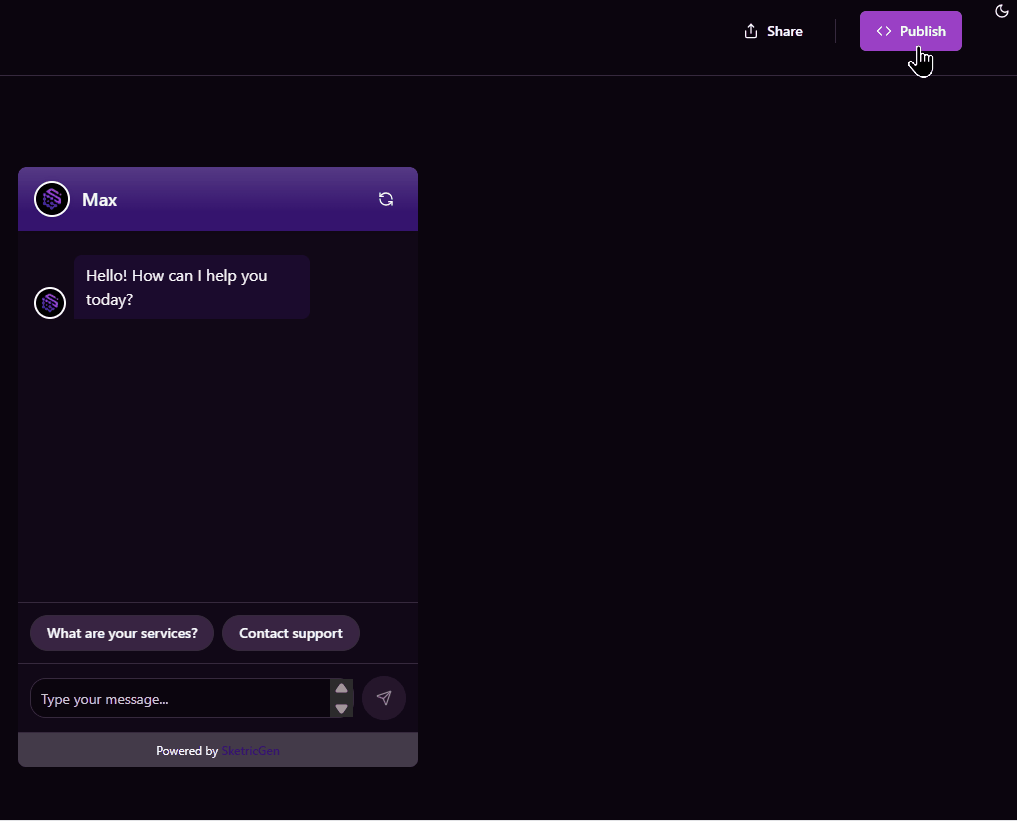 Share
Publish
Max
Hello! How can I help you
today?
What are your services?
Contact support
Type your message...
Powered by SketricGen